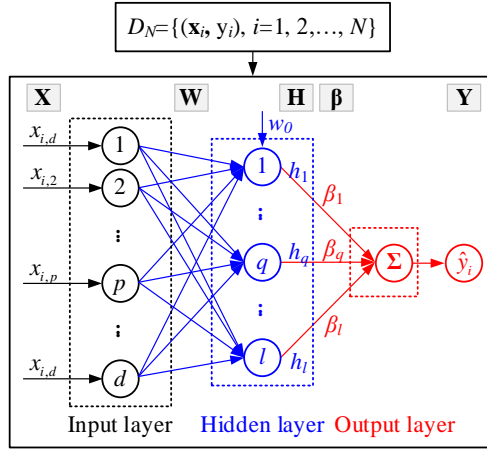 D_N={(x_i, y_i), i=1, 2,…, N}
X W H β Y
w_0
x_{i,d} 1 1 h_1
x_{i,2} 2 β_1
⋮ ⋮
x_{i,p} p q h_q β_q Σ ŷ_i
⋮ ⋮
β_l
x_{i,d} d l h_l
Input layer Hidden layer Output layer